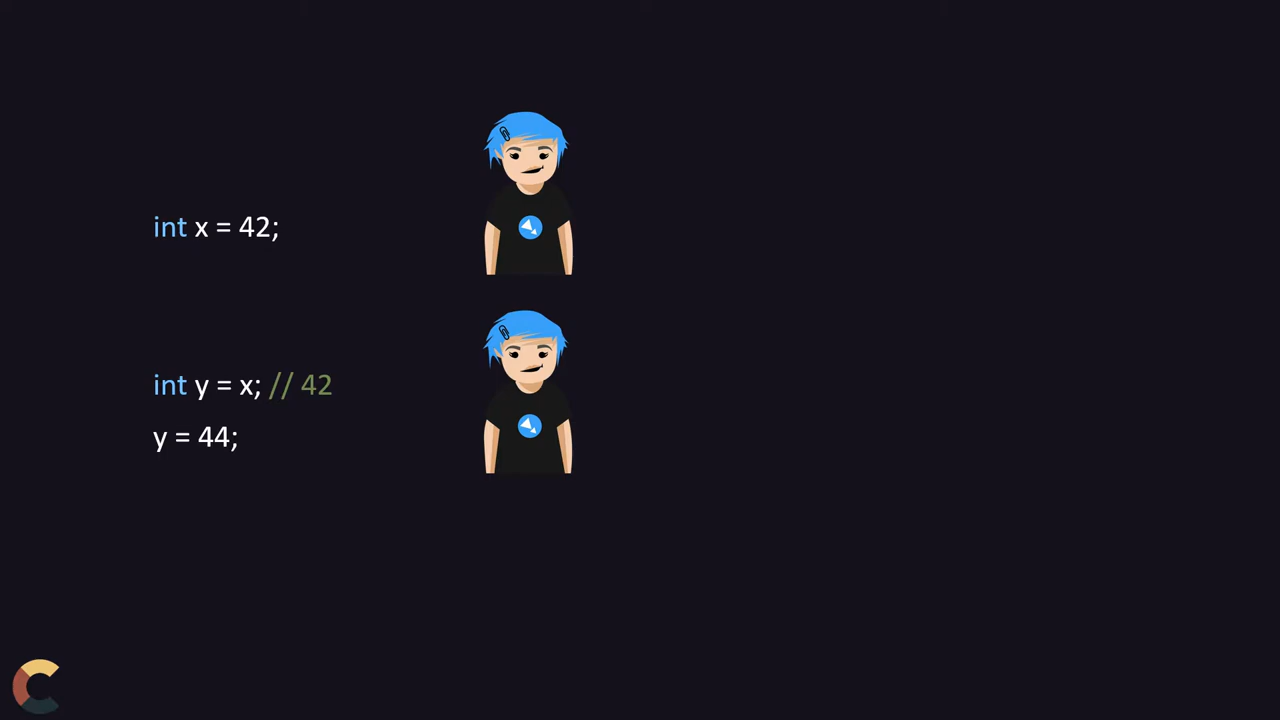 int x = 42;
int y = x; // 42
y = 44;